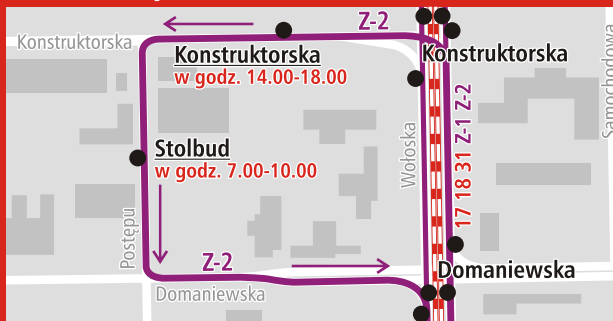 Z-2
Konstruktorska
Konstruktorska
w godz. 14.00-18.00
Konstruktorska
Samochodowa
Stolbud
w godz. 7.00-10.00
Wołoska
17 18 31 Z-1 Z-2
Postępu
Z-2
Domaniewska
Domaniewska